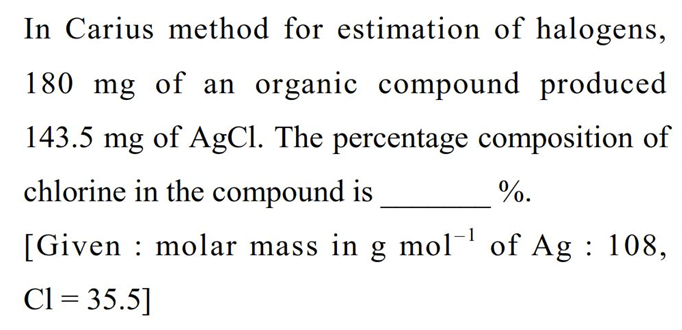 In Carius method for estimation of halogens,
180 mg of an organic compound produced
143.5 mg of AgCl. The percentage composition of
chlorine in the compound is _______ %.
[Given : molar mass in g mol⁻¹ of Ag : 108,
Cl = 35.5]